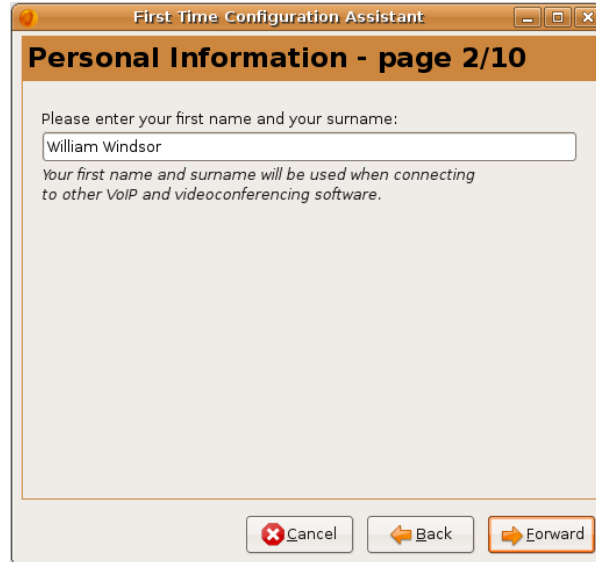 First Time Configuration Assistant
Personal Information - page 2/10
Please enter your first name and your surname:
William Windsor
Your first name and surname will be used when connecting
to other VoIP and videoconferencing software.
Cancel Back Forward